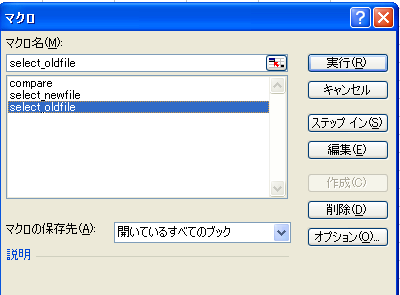 マクロ
マクロ名(M):
select_oldfile
compare
select_newfile
select_oldfile
実行(R)
キャンセル
ステップ イン(S)
編集(E)
作成(C)
削除(D)
オプション(O)...
マクロの保存先(A):
開いているすべてのブック
説明